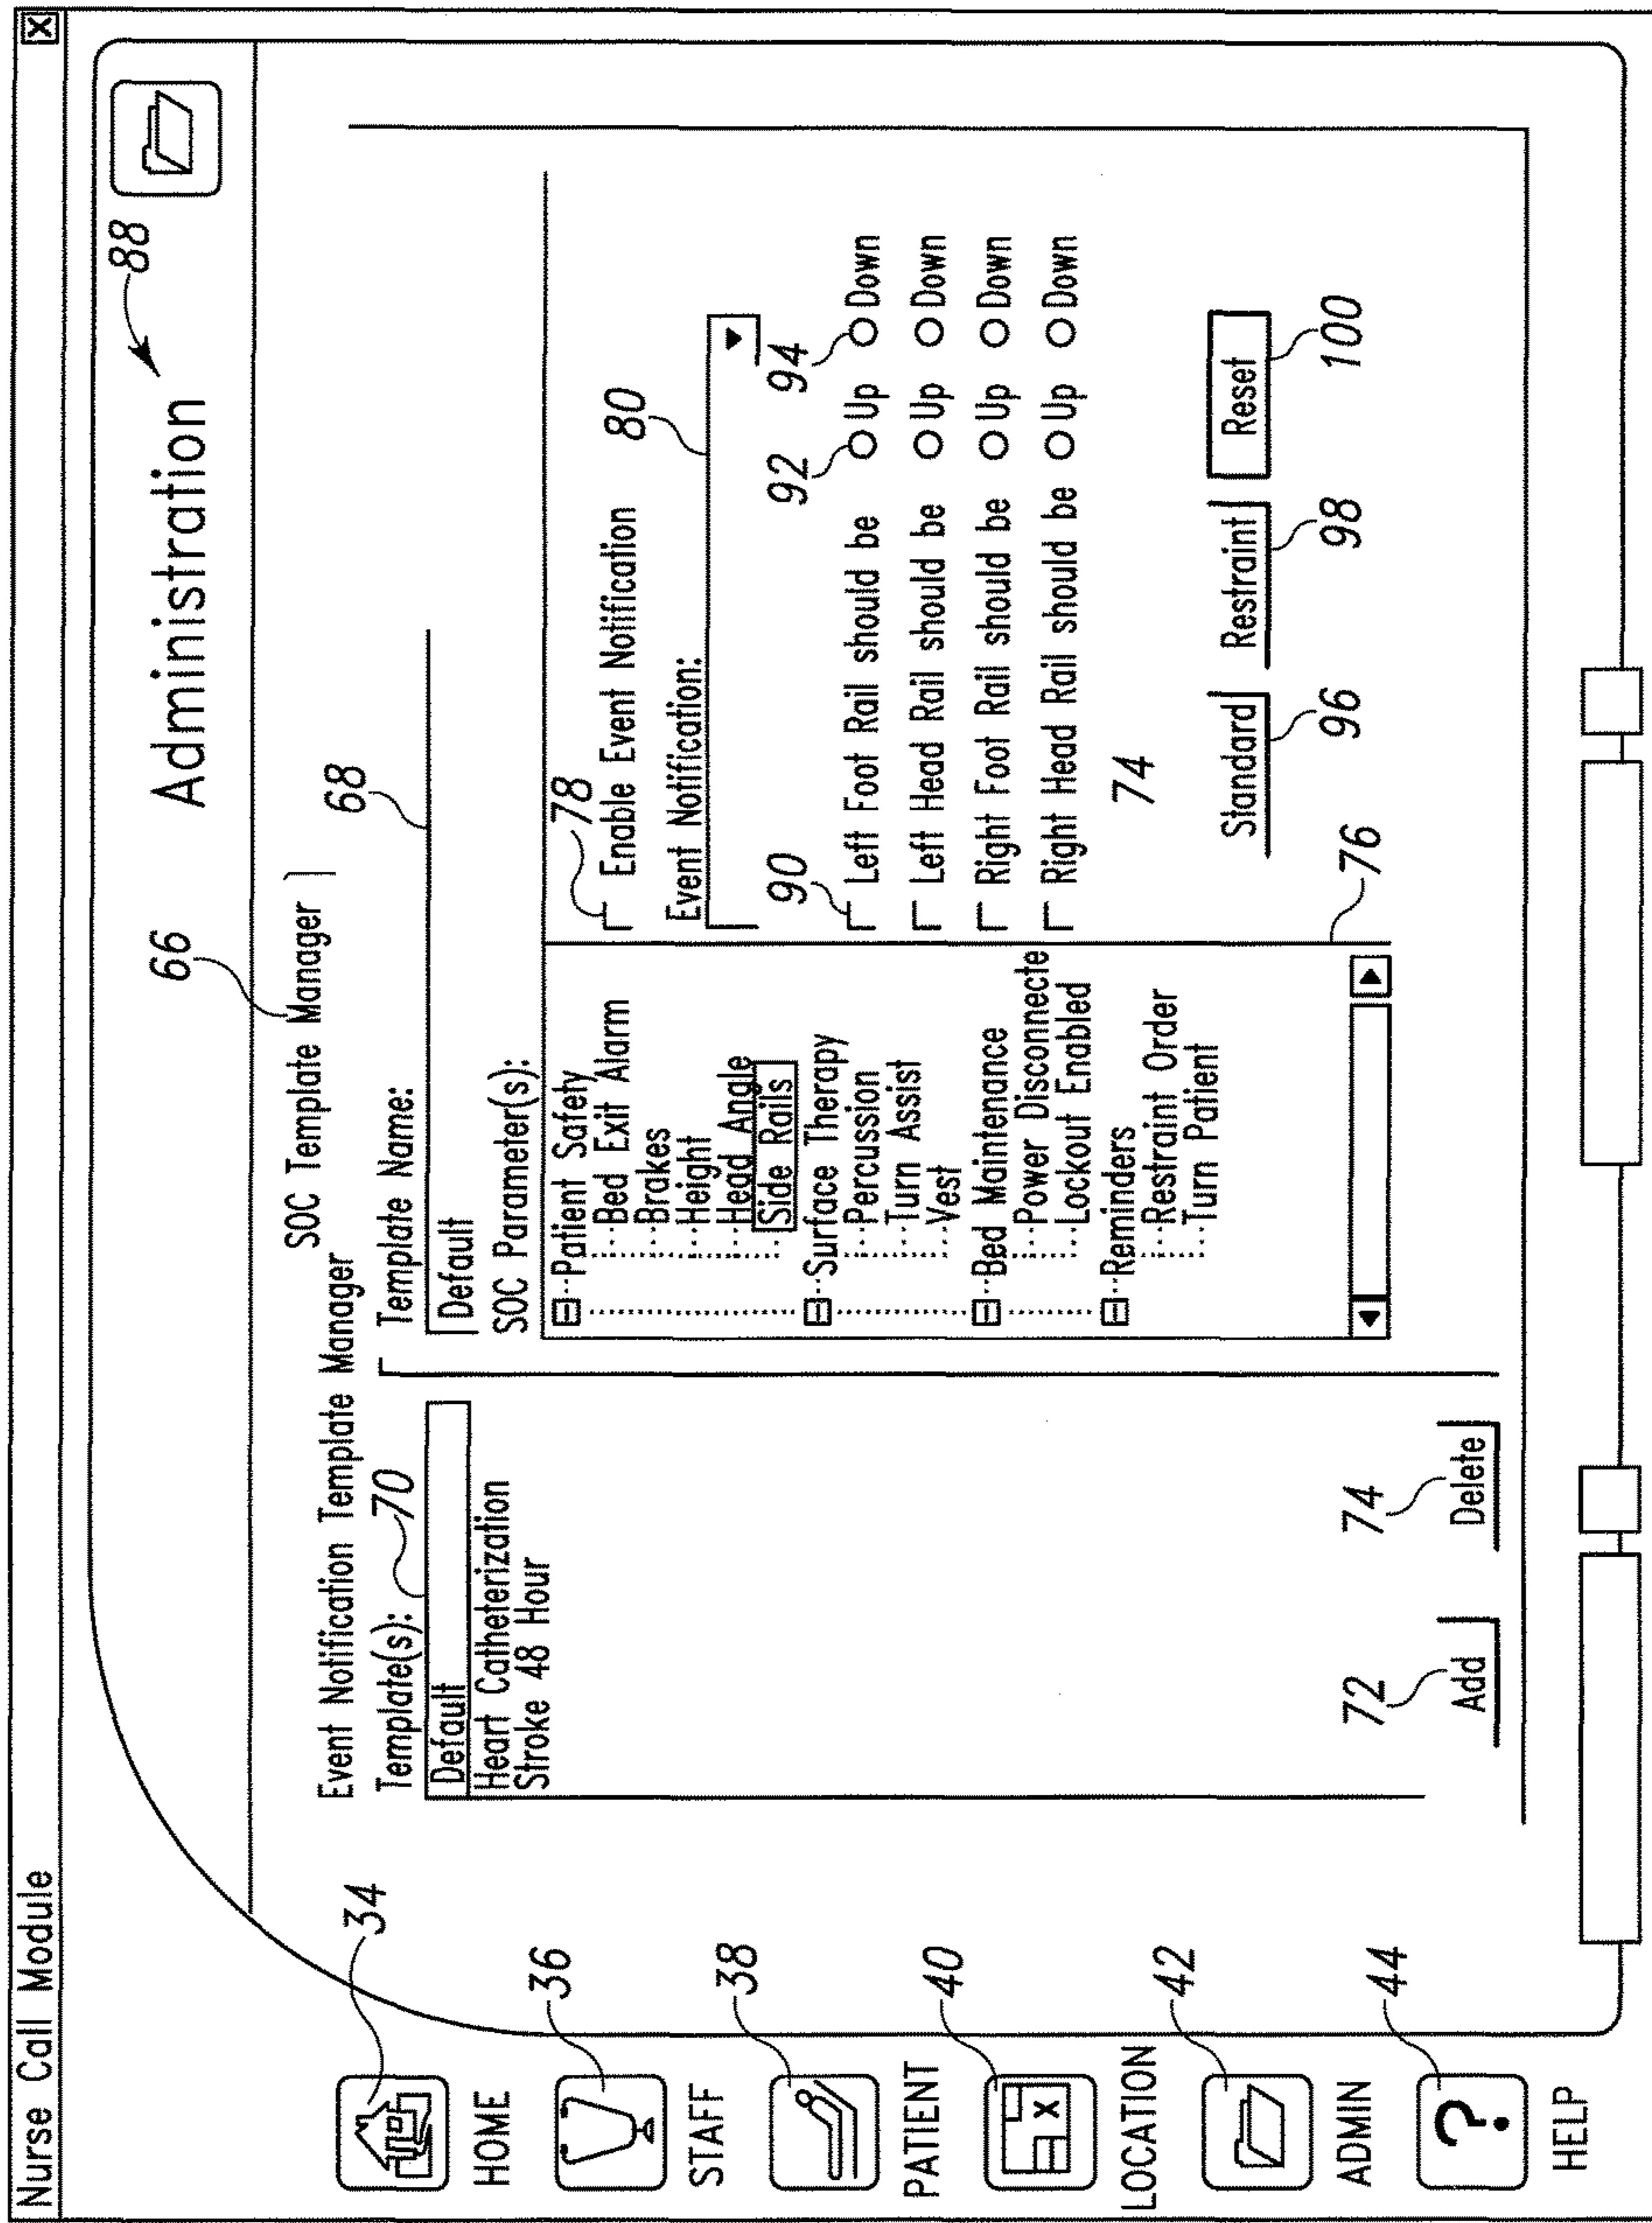 Nurse Call Module
X
88
Administration
66
SOC Template Manager
Event Notification Template Manager
34
HOME
36
STAFF
38
PATIENT
40
LOCATION
X
42
ADMIN
44
?
HELP
Template(s):
70
Default
Heart Catheterization
Stroke 48 Hour
72
Add
74
Delete
Template Name:
68
Default
SOC Parameter(s):
Patient Safety
Bed Exit Alarm
Brakes
Height
Head Angle
Side Rails
Surface Therapy
Percussion
Turn Assist
Vest
Bed Maintenance
Power Disconnecte
Lockout Enabled
Reminders
Restraint Order
Turn Patient
76
78
Enable Event Notification
Event Notification:
80
90
92
94
Left Foot Rail should be Up Down
Left Head Rail should be Up Down
Right Foot Rail should be Up Down
Right Head Rail should be Up Down
74
Standard Restraint Reset
96 98 100